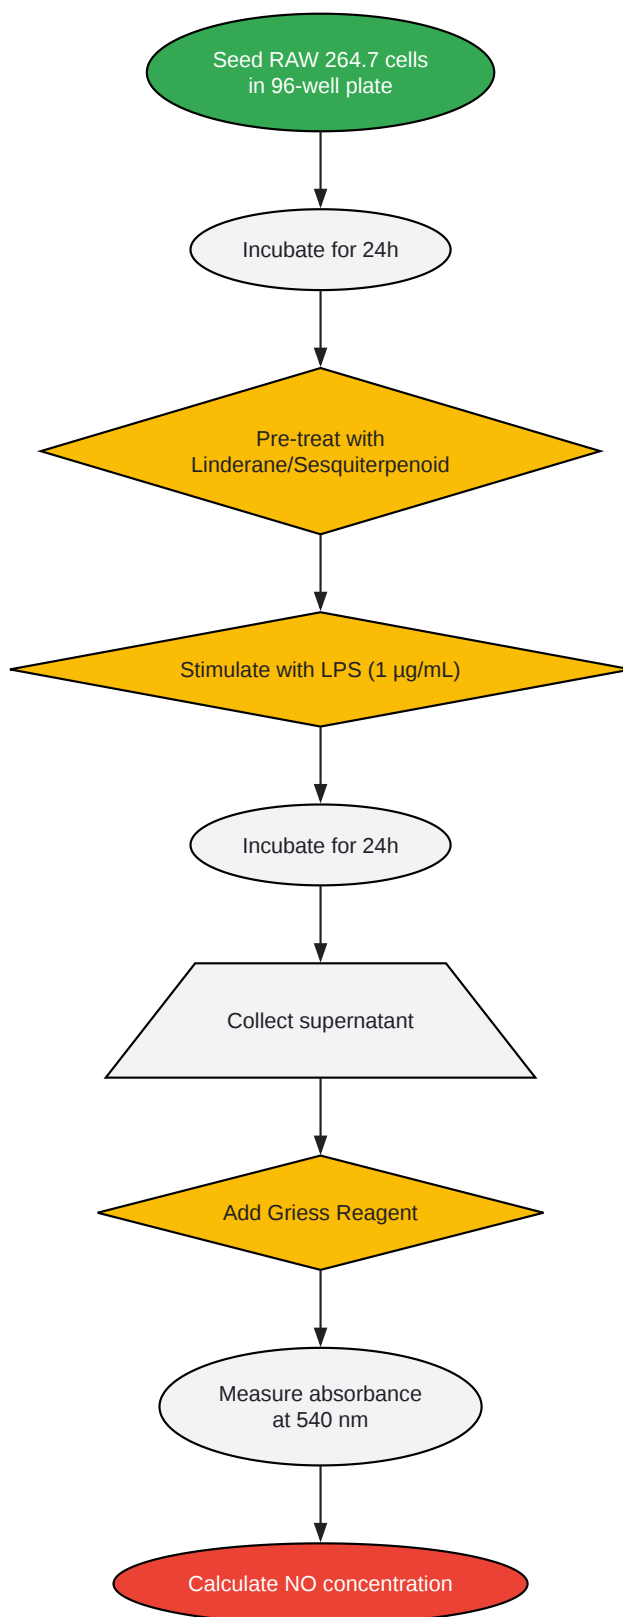 Seed RAW 264.7 cells
in 96-well plate
Incubate for 24h
Pre-treat with
Linderane/Sesquiterpenoid
Stimulate with LPS (1 µg/mL)
Incubate for 24h
Collect supernatant
Add Griess Reagent
Measure absorbance
at 540 nm
Calculate NO concentration